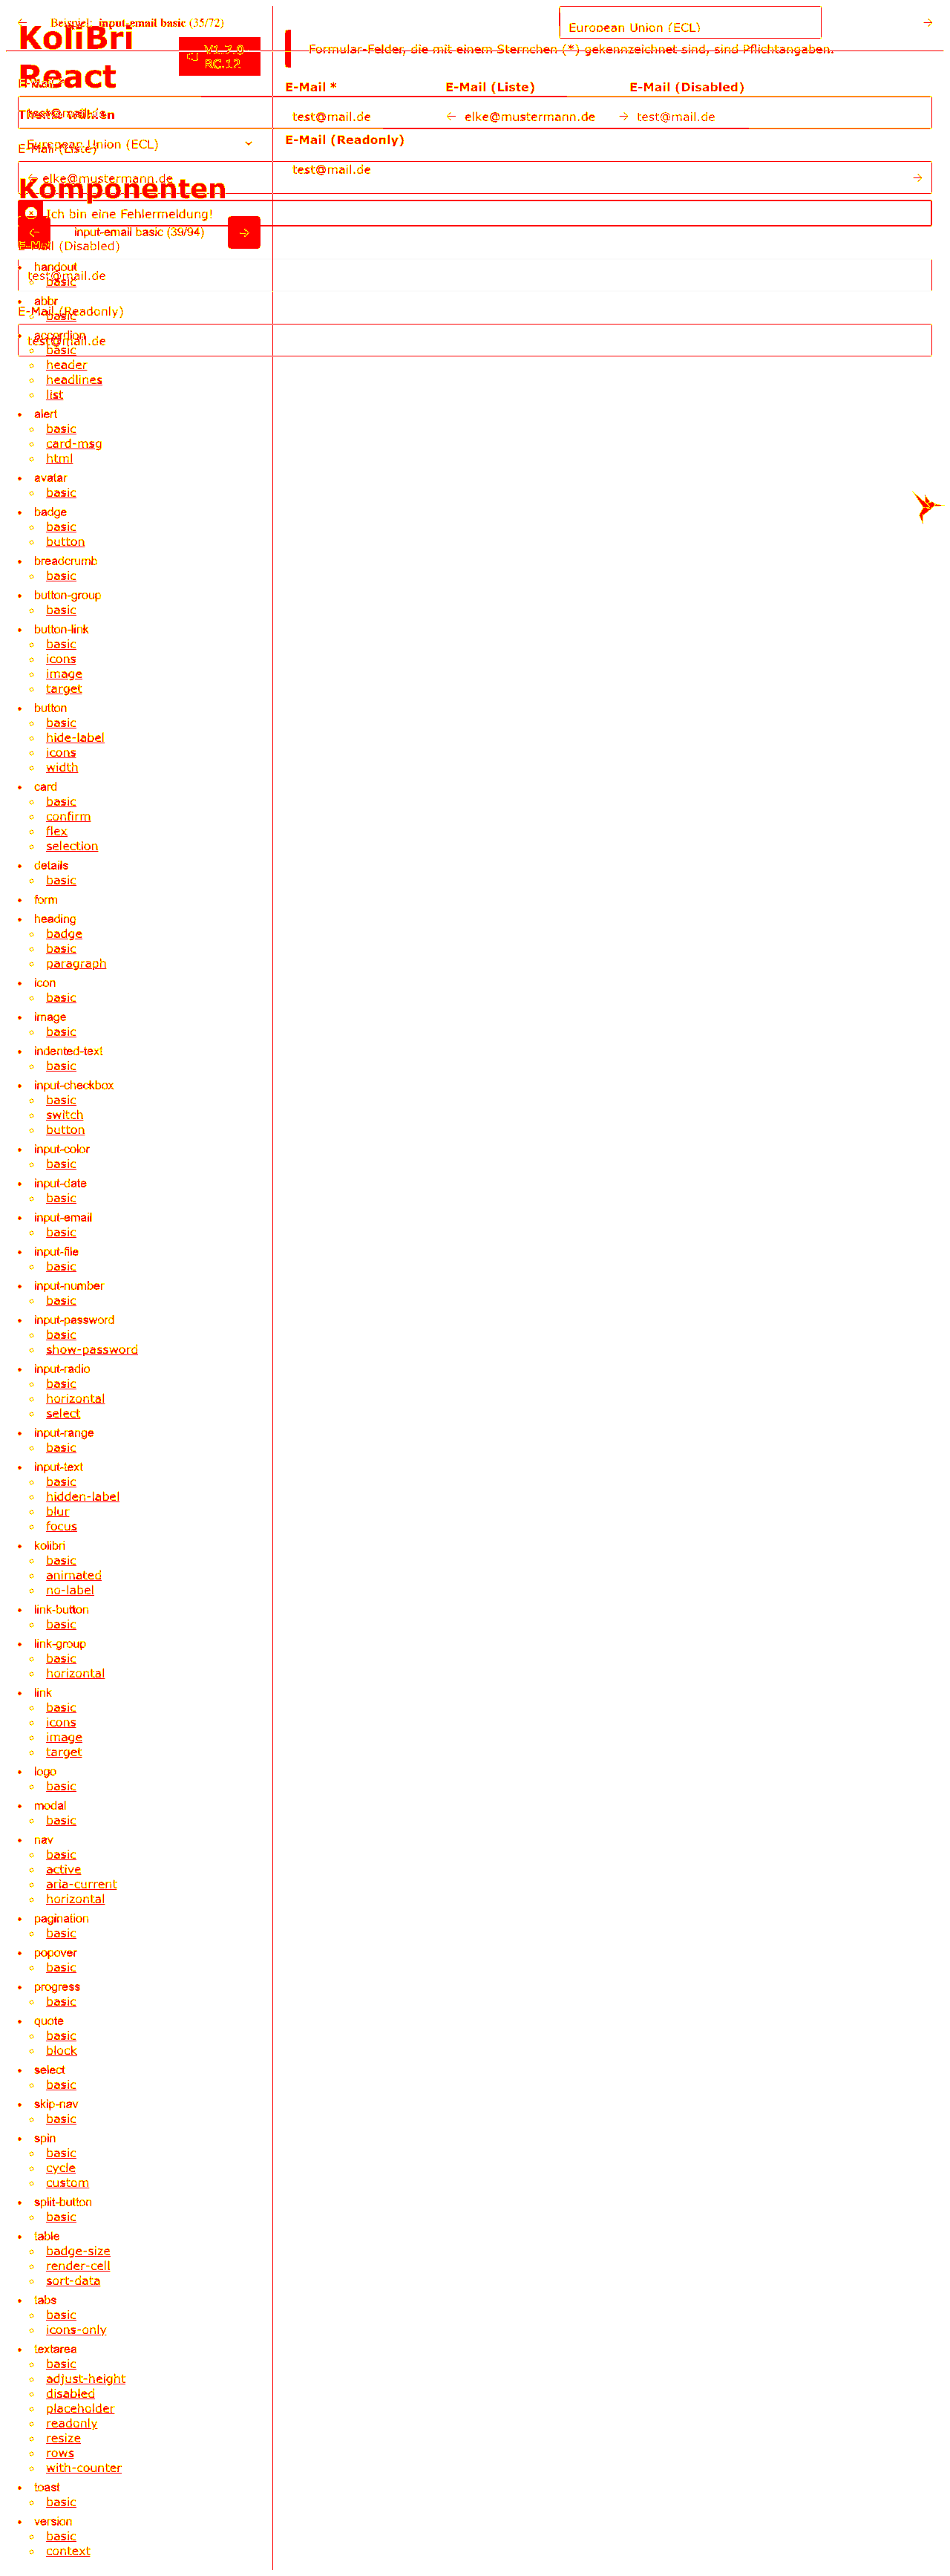 Beispiel: input-email basic (35/72)
European Union (ECL)
KoliBri
React
V1.7.0
RC.12
Formular-Felder, die mit einem Sternchen (*) gekennzeichnet sind, sind Pflichtangaben.
E-Mail *
E-Mail *
E-Mail (Liste)
E-Mail (Disabled)
test@mail.de
elke@mustermann.de
test@mail.de
European Union (ECL)
E-Mail (Liste)
E-Mail (Readonly)
test@mail.de
elke@mustermann.de
Komponenten
Ich bin eine Fehlermeldung!
input-email basic (39/94)
E-Mail (Disabled)
handout
test@mail.de
basic
abbr
E-Mail (Readonly)
basic
accordion
test@mail.de
basic
header
headlines
list
alert
basic
card-msg
html
avatar
basic
badge
basic
button
breadcrumb
basic
button-group
basic
button-link
basic
icons
image
target
button
basic
hide-label
icons
width
card
basic
confirm
flex
selection
details
basic
form
heading
badge
basic
paragraph
icon
basic
image
basic
indented-text
basic
input-checkbox
basic
switch
button
input-color
basic
input-date
basic
input-email
basic
input-file
basic
input-number
basic
input-password
basic
show-password
input-radio
basic
horizontal
select
input-range
basic
input-text
basic
hidden-label
blur
focus
kolibri
basic
animated
no-label
link-button
basic
link-group
basic
horizontal
link
basic
icons
image
target
logo
basic
modal
basic
nav
basic
active
aria-current
horizontal
pagination
basic
popover
basic
progress
basic
quote
basic
block
select
basic
skip-nav
basic
spin
basic
cycle
custom
split-button
basic
table
badge-size
render-cell
sort-data
tabs
basic
icons-only
textarea
basic
adjust-height
disabled
placeholder
readonly
resize
rows
with-counter
toast
basic
version
basic
context